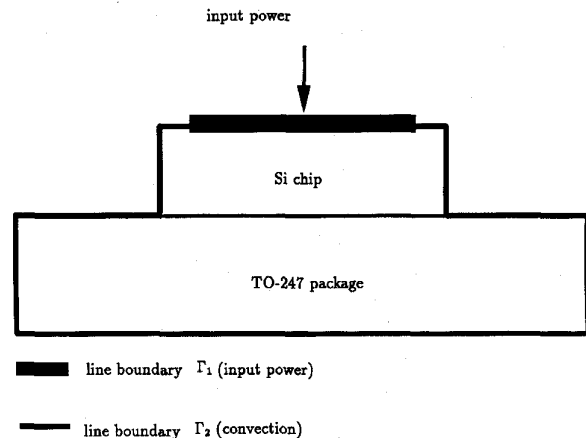 input power
Si chip
TO-247 package
line boundary Γ₁ (input power)
line boundary Γ₂ (convection)